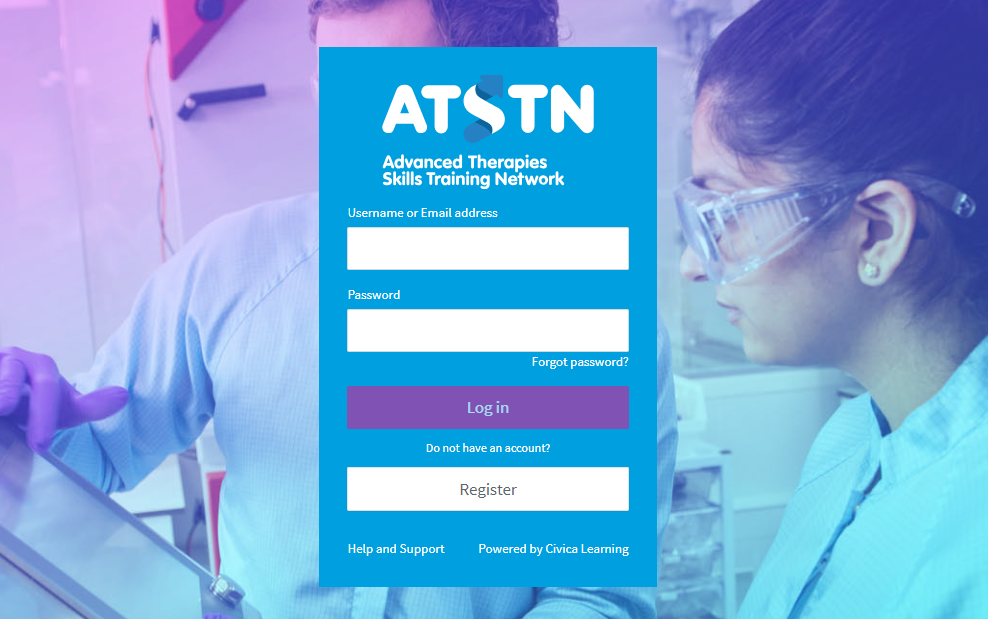 ATSTN
Advanced Therapies
Skills Training Network
Username or Email address
Password
Forgot password?
Log in
Do not have an account?
Register
Help and Support
Powered by Civica Learning